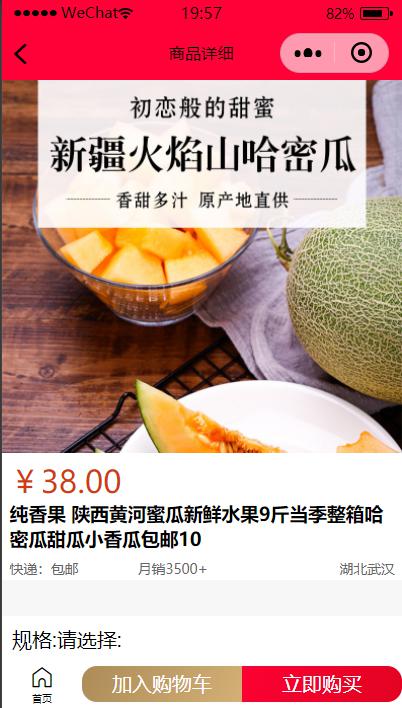 WeChat 19:57 82%
商品详细
初恋般的甜蜜
新疆火焰山哈密瓜
香甜多汁 原产地直供
￥38.00
纯香果 陕西黄河蜜瓜新鲜水果9斤当季整箱哈
密瓜甜瓜小香瓜包邮10
快递：包邮 月销3500+ 湖北武汉
规格:请选择:
首页 加入购物车 立即购买